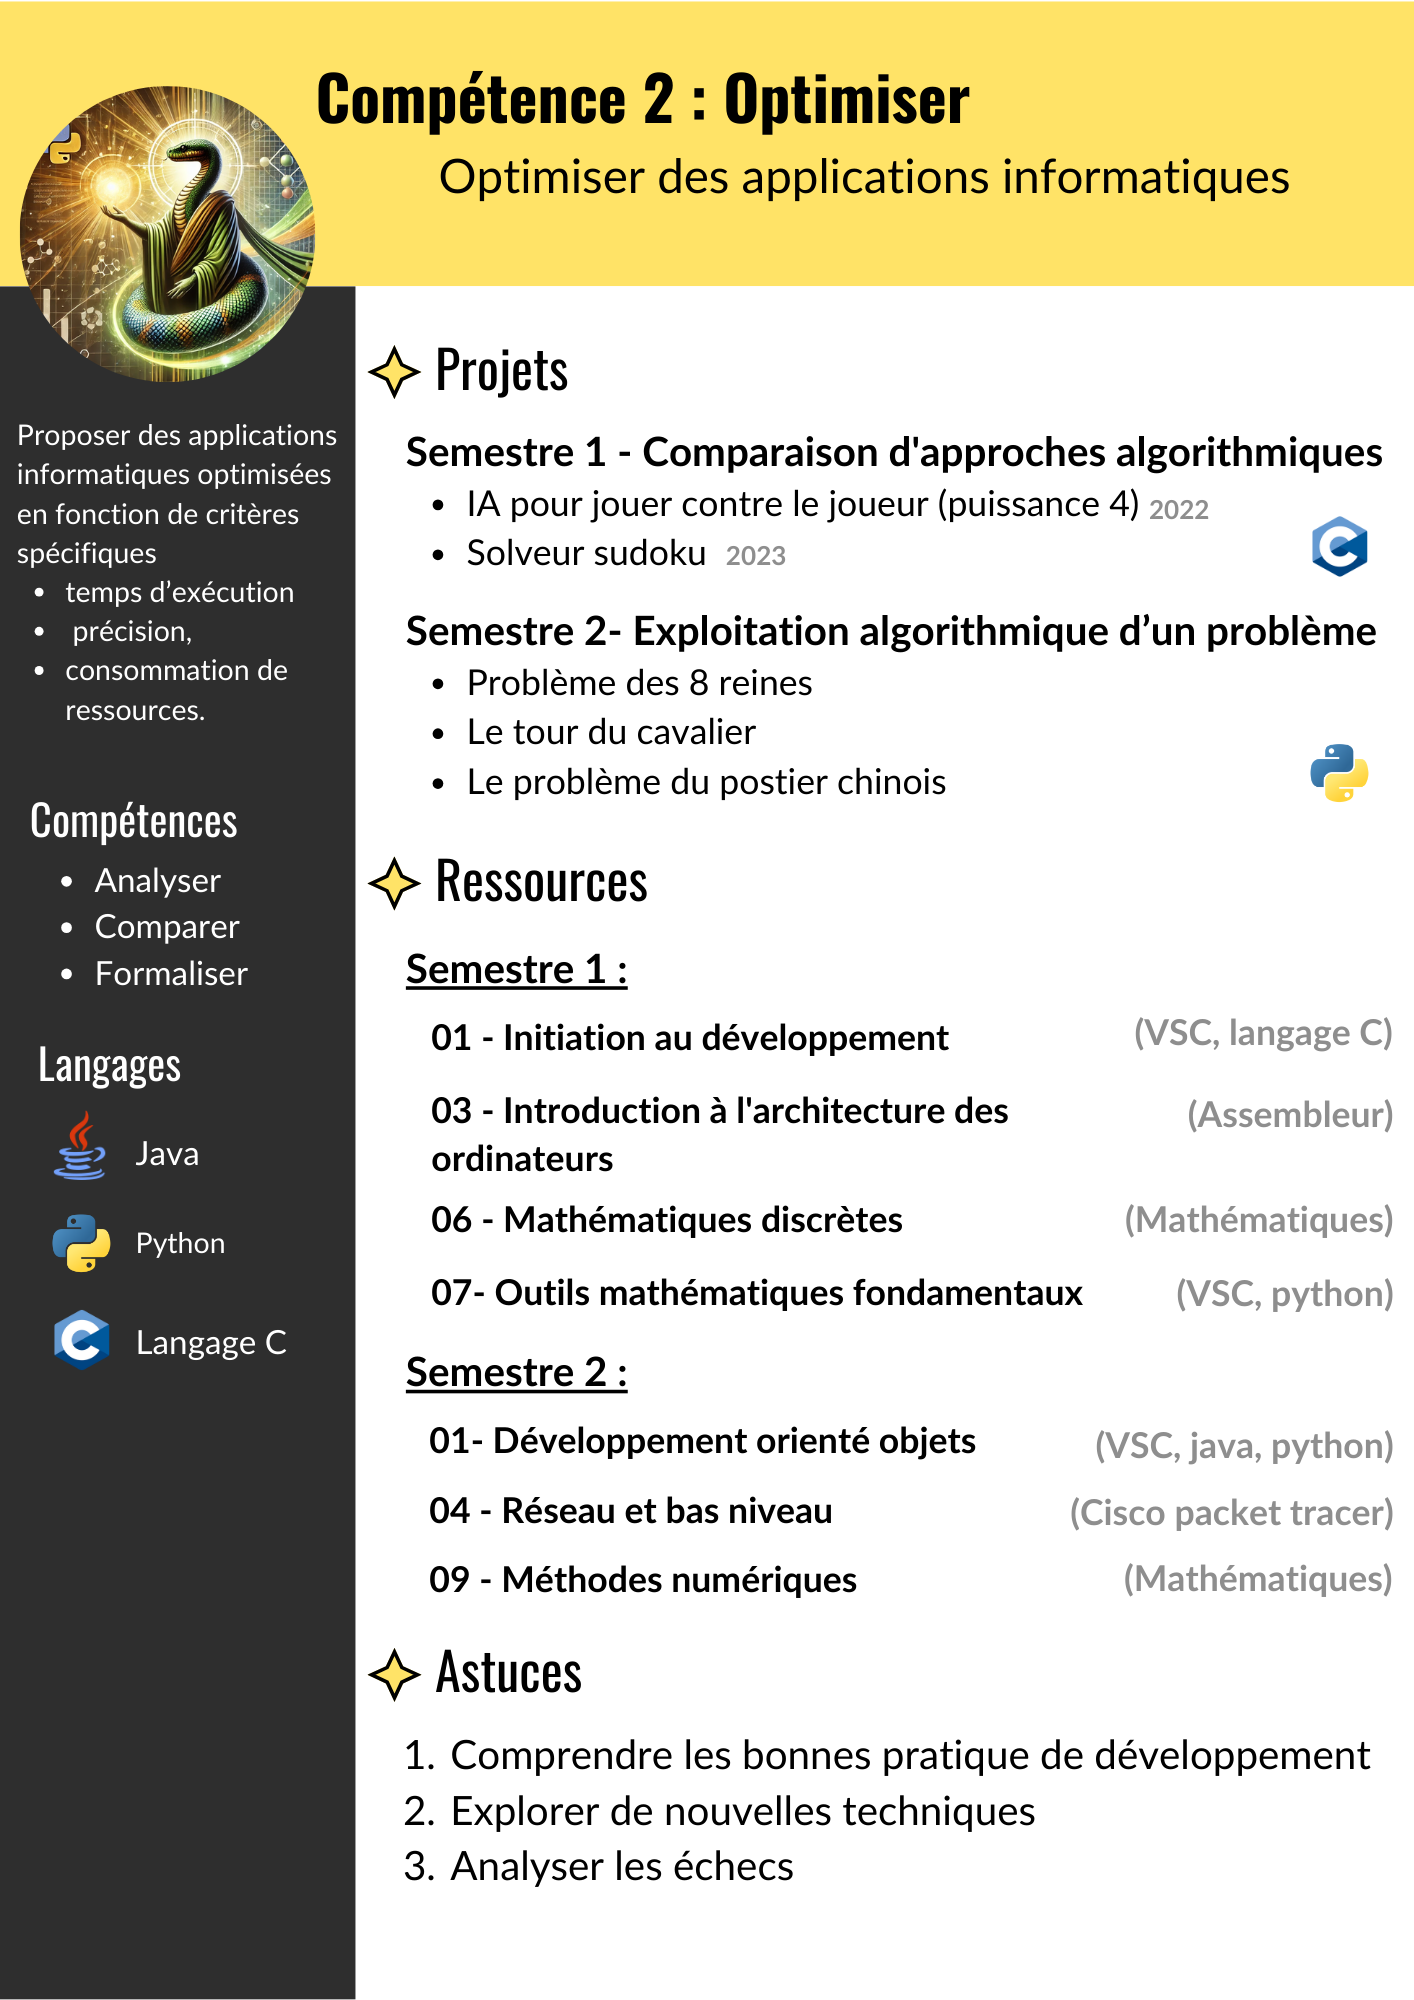 Compétence 2 : Optimiser
Optimiser des applications informatiques
Proposer des applications
informatiques optimisées
en fonction de critères
spécifiques
• temps d’exécution
• précision,
• consommation de
ressources.
Compétences
• Analyser
• Comparer
• Formaliser
Langages
Java
Python
C
Langage C
Projets
Semestre 1 - Comparaison d'approches algorithmiques
• IA pour jouer contre le joueur (puissance 4) 2022
• Solveur sudoku 2023
C
Semestre 2- Exploitation algorithmique d’un problème
• Problème des 8 reines
• Le tour du cavalier
• Le problème du postier chinois
Ressources
Semestre 1 :
01 - Initiation au développement (VSC, langage C)
03 - Introduction à l'architecture des (Assembleur)
ordinateurs
06 - Mathématiques discrètes (Mathématiques)
07- Outils mathématiques fondamentaux (VSC, python)
Semestre 2 :
01- Développement orienté objets (VSC, java, python)
04 - Réseau et bas niveau (Cisco packet tracer)
09 - Méthodes numériques (Mathématiques)
Astuces
1. Comprendre les bonnes pratique de développement
2. Explorer de nouvelles techniques
3. Analyser les échecs